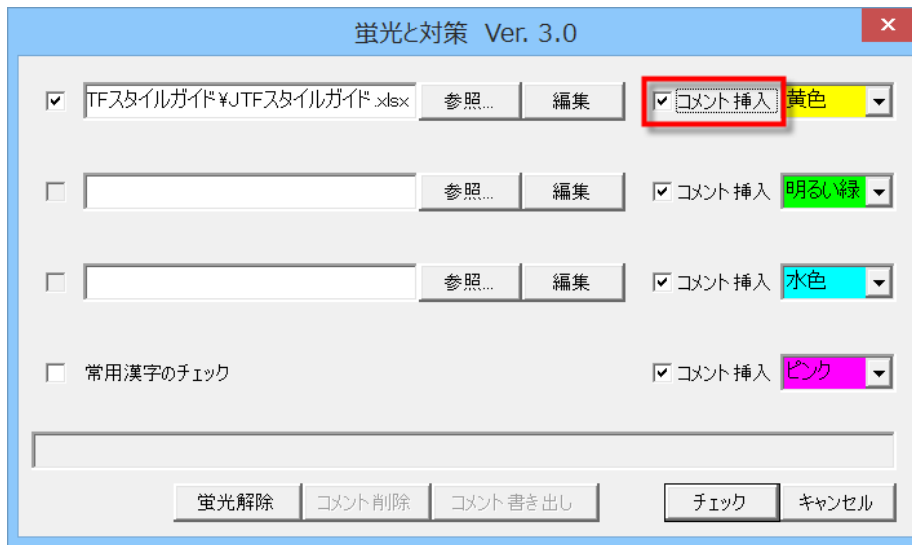 蛍光と対策 Ver. 3.0
TFスタイルガイド¥JTFスタイルガイド.xlsx 参照... 編集 コメント挿入 黄色
参照... 編集 コメント挿入 明るい緑
参照... 編集 コメント挿入 水色
常用漢字のチェック コメント挿入 ピンク
蛍光解除 コメント削除 コメント書き出し チェック キャンセル